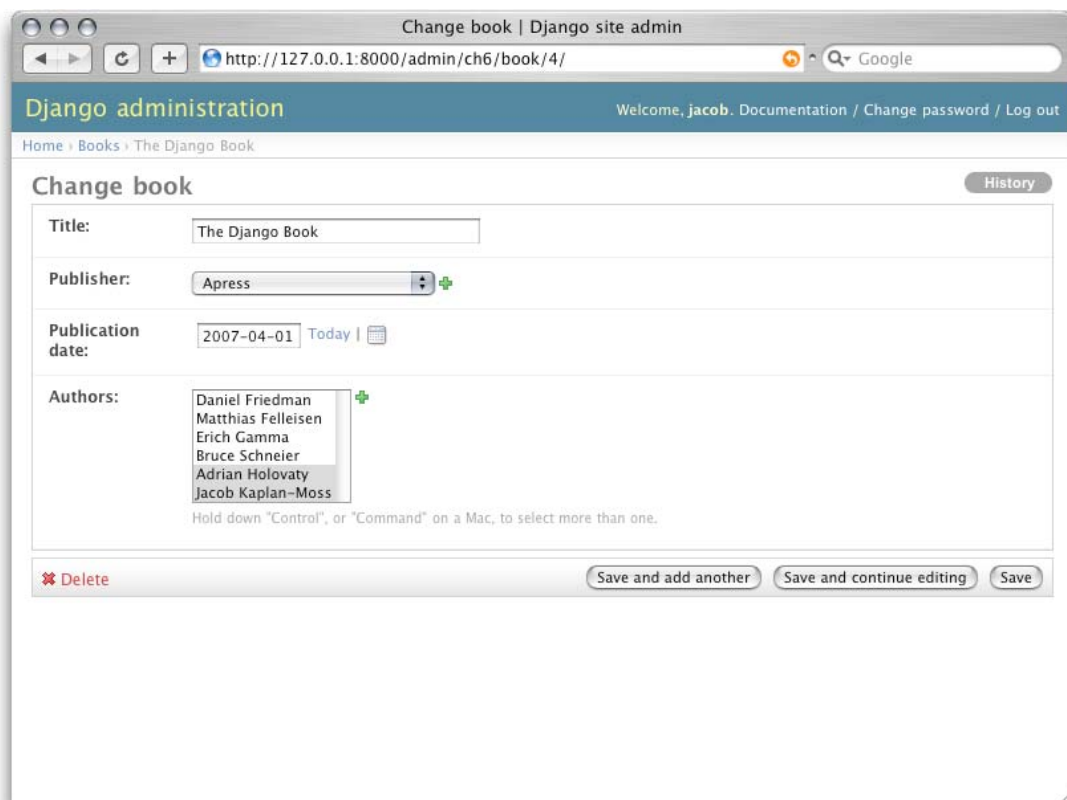 Change book | Django site admin
http://127.0.0.1:8000/admin/ch6/book/4/ Google
Django administration Welcome, jacob. Documentation / Change password / Log out
Home › Books › The Django Book
Change book History
Title: The Django Book
Publisher: Apress
Publication date: 2007-04-01 Today |
Authors: Daniel Friedman
Matthias Felleisen
Erich Gamma
Bruce Schneier
Adrian Holovaty
Jacob Kaplan-Moss
Hold down "Control", or "Command" on a Mac, to select more than one.
Delete Save and add another Save and continue editing Save